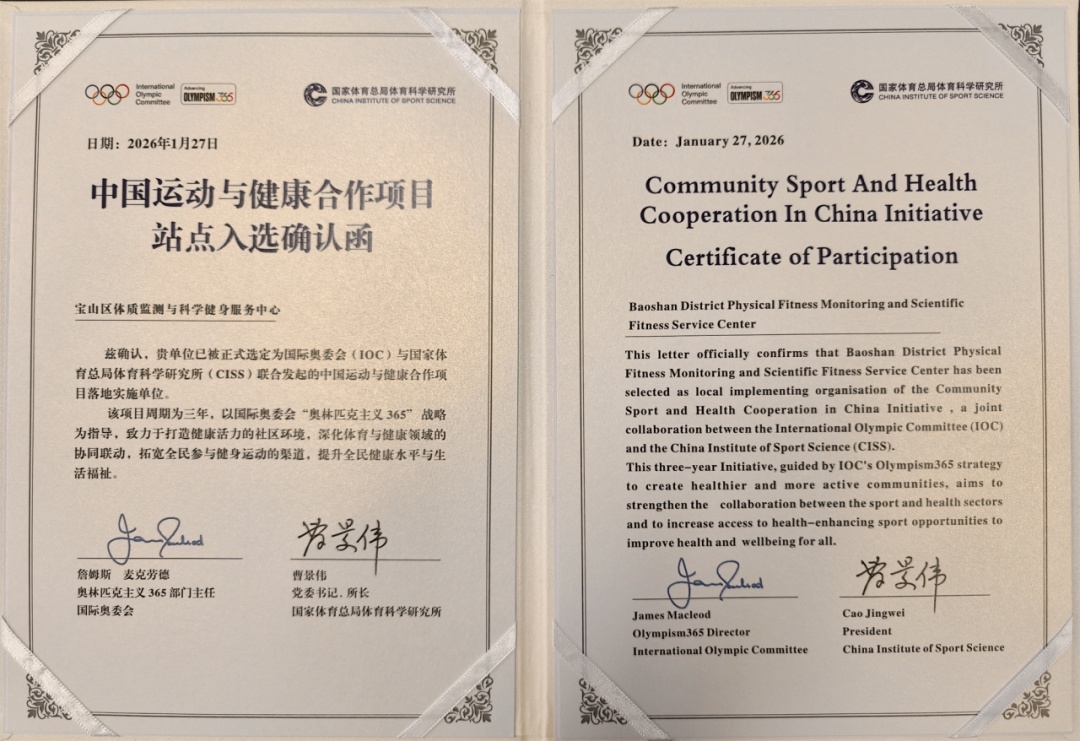 International
Olympic
Committee
Advancing
OLYMPISM 365
国家体育总局体育科学研究所
CHINA INSTITUTE OF SPORT SCIENCE
日期：2026年1月27日
中国运动与健康合作项目
站点入选确认函
宝山区体质监测与科学健身服务中心
兹确认，贵单位已被正式选定为国际奥委会（IOC）与国家体
育总局体育科学研究所（CISS）联合发起的中国运动与健康合作项
目落地实施单位。
该项目周期为三年，以国际奥委会“奥林匹克主义 365”战略
为指导，致力于打造健康活力的社区环境，深化体育与健康领域的
协同联动，拓宽全民参与健身运动的渠道，提升全民健康水平与生
活福祉。
詹姆斯 麦克劳德
奥林匹克主义 365 部门主任
国际奥委会
曹景伟
曹景伟
党委书记．所长
国家体育总局体育科学研究所
International
Olympic
Committee
Advancing
OLYMPISM 365
国家体育总局体育科学研究所
CHINA INSTITUTE OF SPORT SCIENCE
Date: January 27, 2026
Community Sport And Health
Cooperation In China Initiative
Certificate of Participation
Baoshan District Physical Fitness Monitoring and Scientific
Fitness Service Center
This letter officially confirms that Baoshan District Physical
Fitness Monitoring and Scientific Fitness Service Center has been
selected as local implementing organisation of the Community
Sport and Health Cooperation in China Initiative , a joint
collaboration between the International Olympic Committee (IOC)
and the China Institute of Sport Science (CISS).
This three-year Initiative, guided by IOC's Olympism365 strategy
to create healthier and more active communities, aims to
strengthen the collaboration between the sport and health sectors
and to increase access to health-enhancing sport opportunities to
improve health and wellbeing for all.
James Macleod
Olympism365 Director
International Olympic Committee
曹景伟
Cao Jingwei
President
China Institute of Sport Science